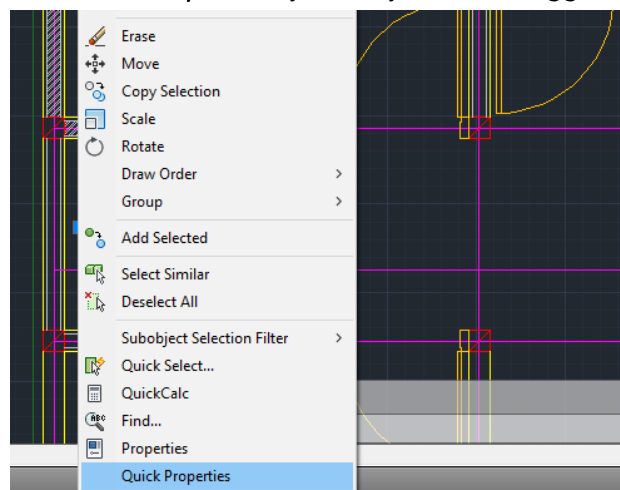 Erase
Move
Copy Selection
Scale
Rotate
Draw Order
Group
Add Selected
Select Similar
Deselect All
Subobject Selection Filter
Quick Select...
QuickCalc
Find...
Properties
Quick Properties